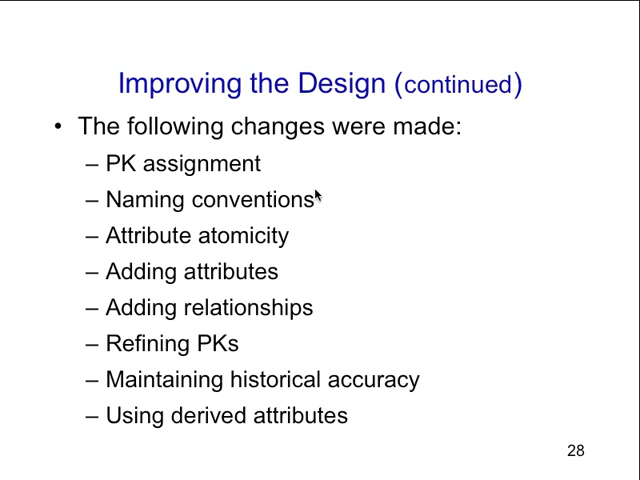 Improving the Design (continued)
• The following changes were made:
– PK assignment
– Naming conventions
– Attribute atomicity
– Adding attributes
– Adding relationships
– Refining PKs
– Maintaining historical accuracy
– Using derived attributes
28